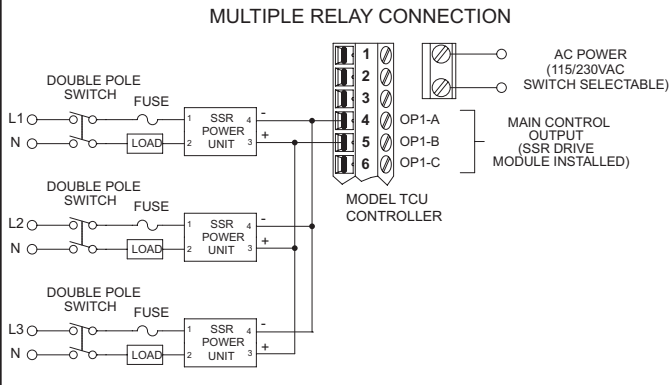 MULTIPLE RELAY CONNECTION
1
2
3
4
5
6
OP1-A
OP1-B
OP1-C
AC POWER
(115/230VAC
SWITCH SELECTABLE)
MAIN CONTROL
OUTPUT
(SSR DRIVE
MODULE INSTALLED)
MODEL TCU
CONTROLLER
DOUBLE POLE
SWITCH
FUSE
L1
N
LOAD
1
2
SSR
POWER
UNIT
4
3
-
+
DOUBLE POLE
SWITCH
FUSE
L2
N
LOAD
1
2
SSR
POWER
UNIT
4
3
-
+
DOUBLE POLE
SWITCH
FUSE
L3
N
LOAD
1
2
SSR
POWER
UNIT
4
3
-
+